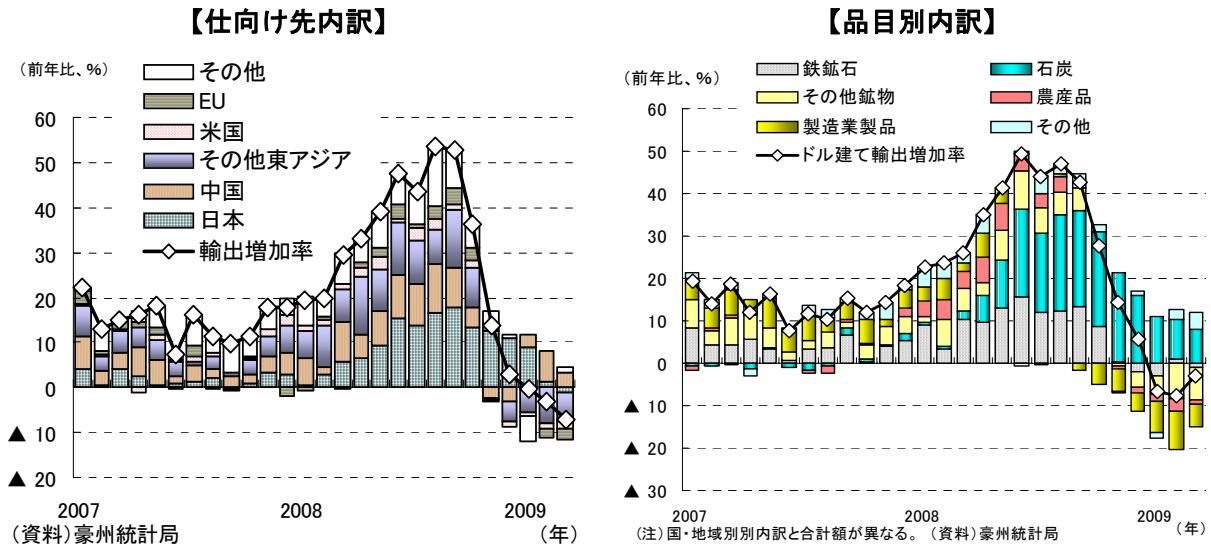 【仕向け先内訳】
(前年比、%)
その他
EU
米国
その他東アジア
中国
日本
輸出増加率
60
50
40
30
20
10
0
▲ 10
▲ 20
2007
2008
2009
(年)
(資料)豪州統計局
【品目別内訳】
(前年比、%)
鉄鉱石
石炭
その他鉱物
農産品
製造業製品
その他
ドル建て輸出増加率
60
50
40
30
20
10
0
▲ 10
▲ 20
▲ 30
2007
2008
2009
(年)
(注)国・地域別別内訳と合計額が異なる。 (資料)豪州統計局